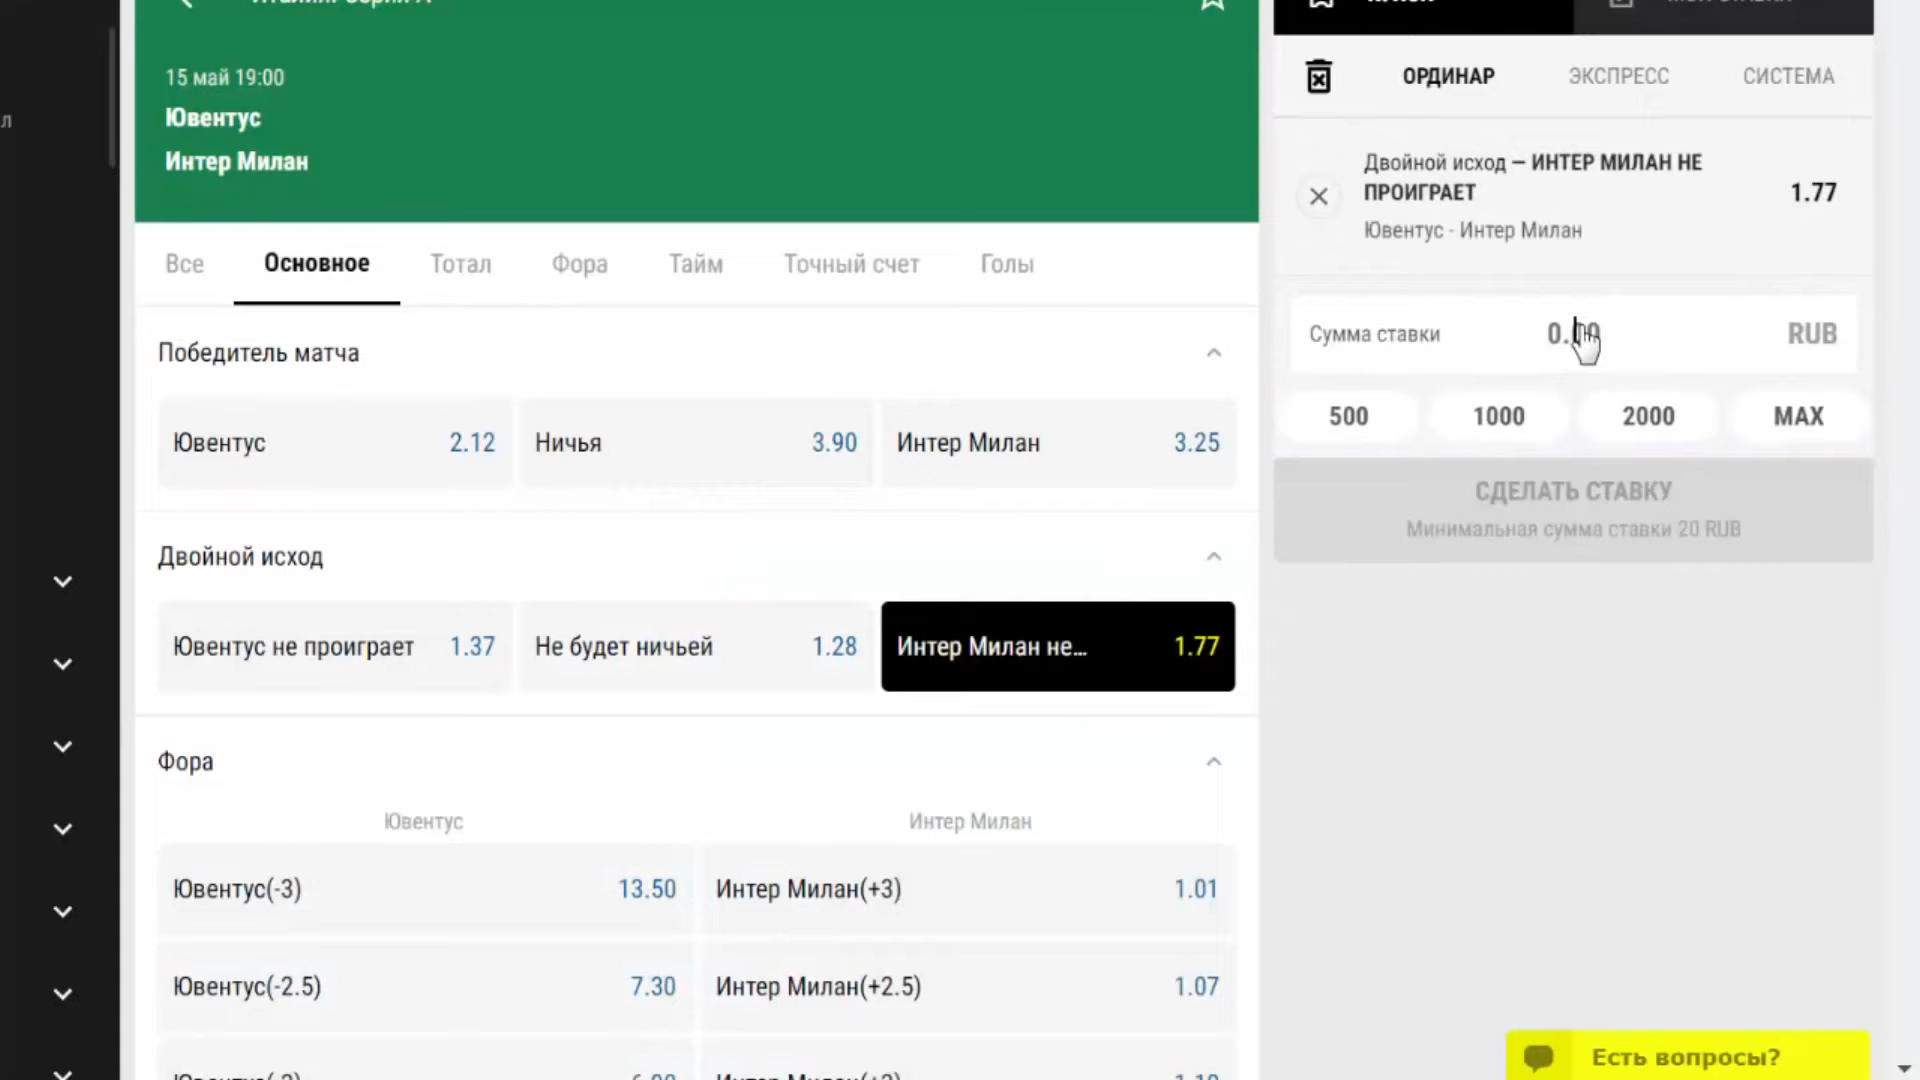 15 май 19:00
Ювентус
Интер Милан
Все Основное Тотал Фора Тайм Точный счет Голы
Победитель матча
Ювентус 2.12 Ничья 3.90 Интер Милан 3.25
Двойной исход
Ювентус не проиграет 1.37 Не будет ничьей 1.28 Интер Милан не... 1.77
Фора
Ювентус Интер Милан
Ювентус(-3) 13.50 Интер Милан(+3) 1.01
Ювентус(-2.5) 7.30 Интер Милан(+2.5) 1.07
ОРДИНАР ЭКСПРЕСС СИСТЕМА
Двойной исход – ИНТЕР МИЛАН НЕ
ПРОИГРАЕТ 1.77
Ювентус - Интер Милан
Сумма ставки RUB
500 1000 2000 MAX
СДЕЛАТЬ СТАВКУ
Минимальная сумма ставки 20 RUB
Есть вопросы?